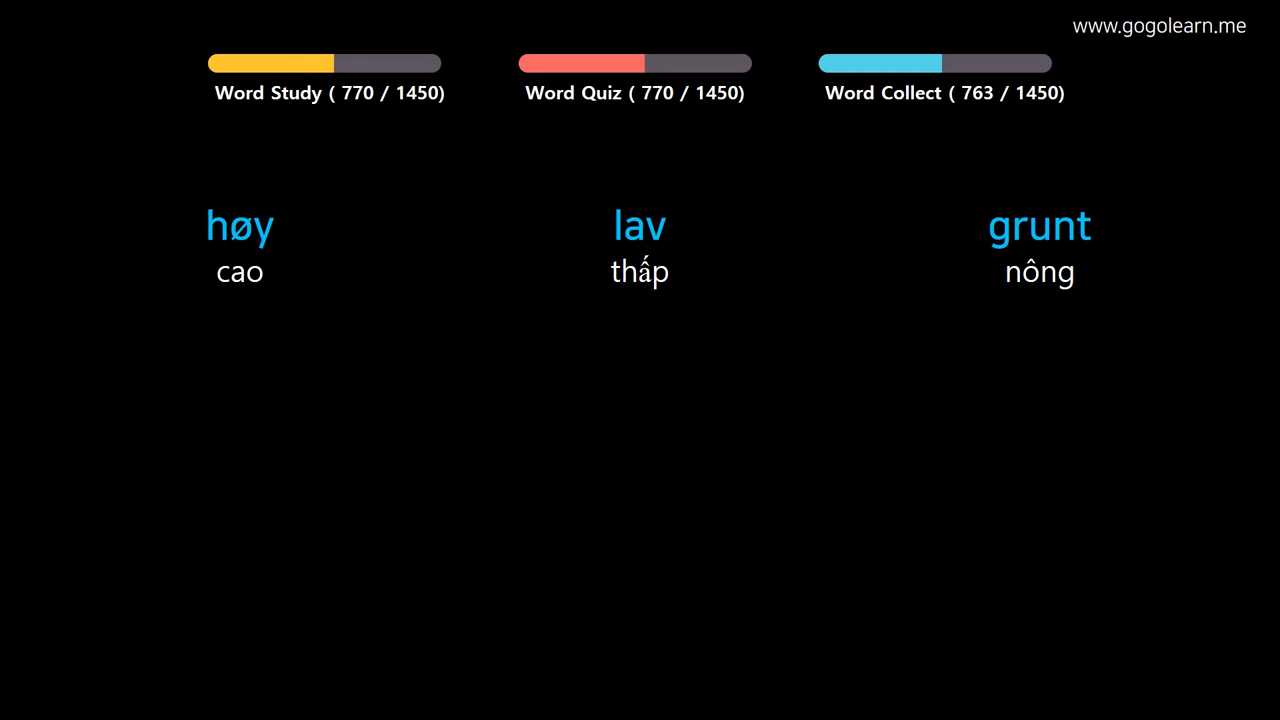 www.gogolearn.me
Word Study ( 770 / 1450)
Word Quiz ( 770 / 1450)
Word Collect ( 763 / 1450)
høy
lav
grunt
cao
thấp
nông